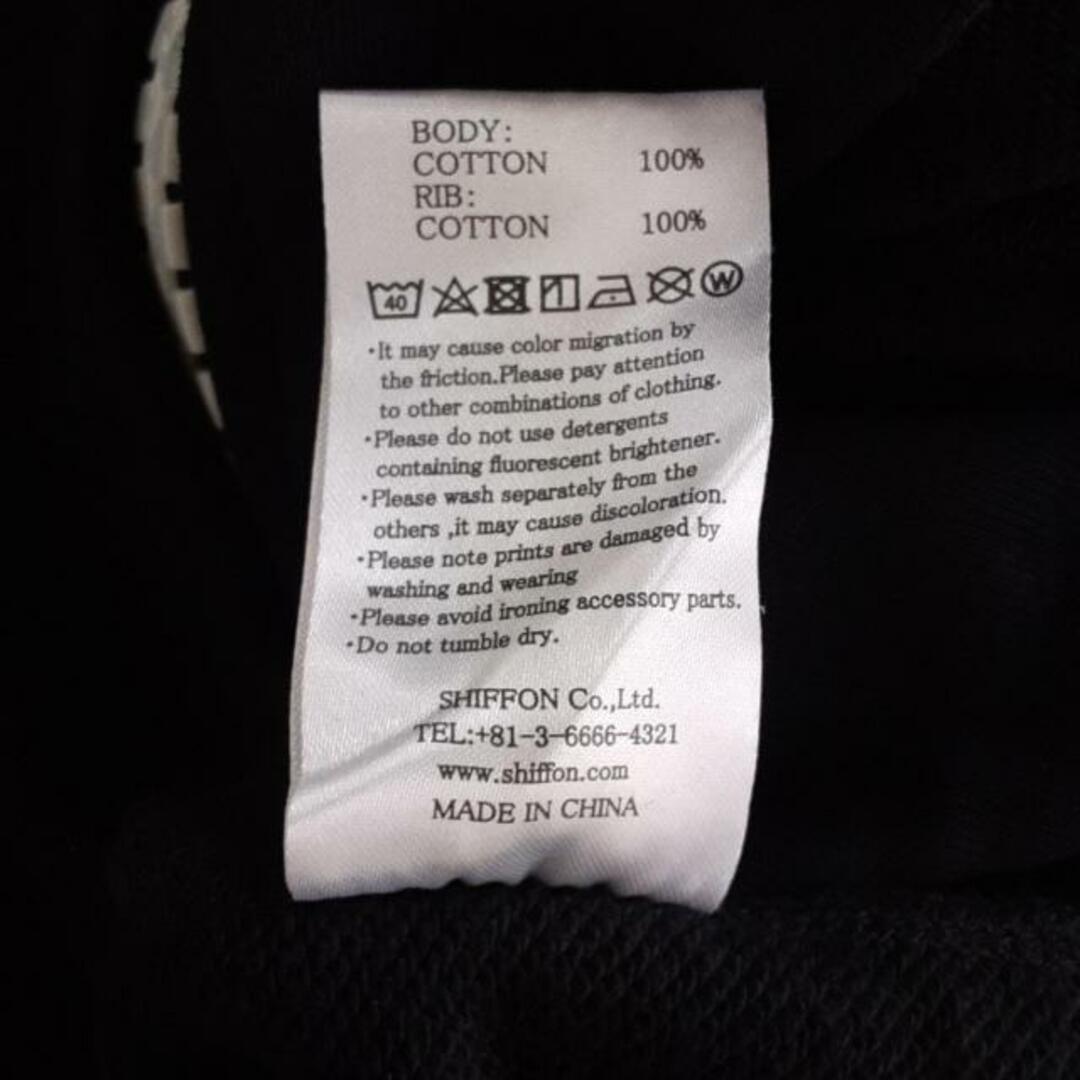 BODY:
COTTON 100%
RIB:
COTTON 100%
40 W
·It may cause color migration by
the friction.Please pay attention
to other combinations of clothing.
·Please do not use detergents
containing fluorescent brightener.
·Please wash separately from the
others ,it may cause discoloration.
·Please note prints are damaged by
washing and wearing
·Please avoid ironing accessory parts.
·Do not tumble dry.
SHIFFON Co.,Ltd.
TEL:+81-3-6666-4321
www.shiffon.com
MADE IN CHINA